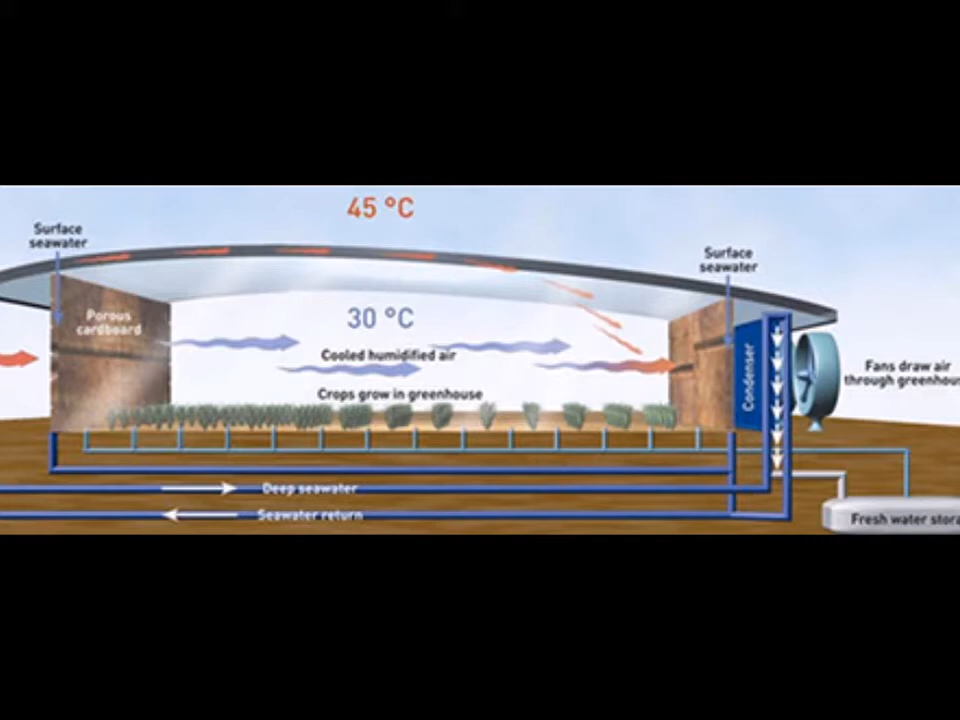 45 °C
Surface
seawater
Surface
seawater
Porous
cardboard
30 °C
Cooled humidified air
Condenser
Fans draw air
through greenhous
Crops grow in greenhouse
Deep seawater
Seawater return
Fresh water stora